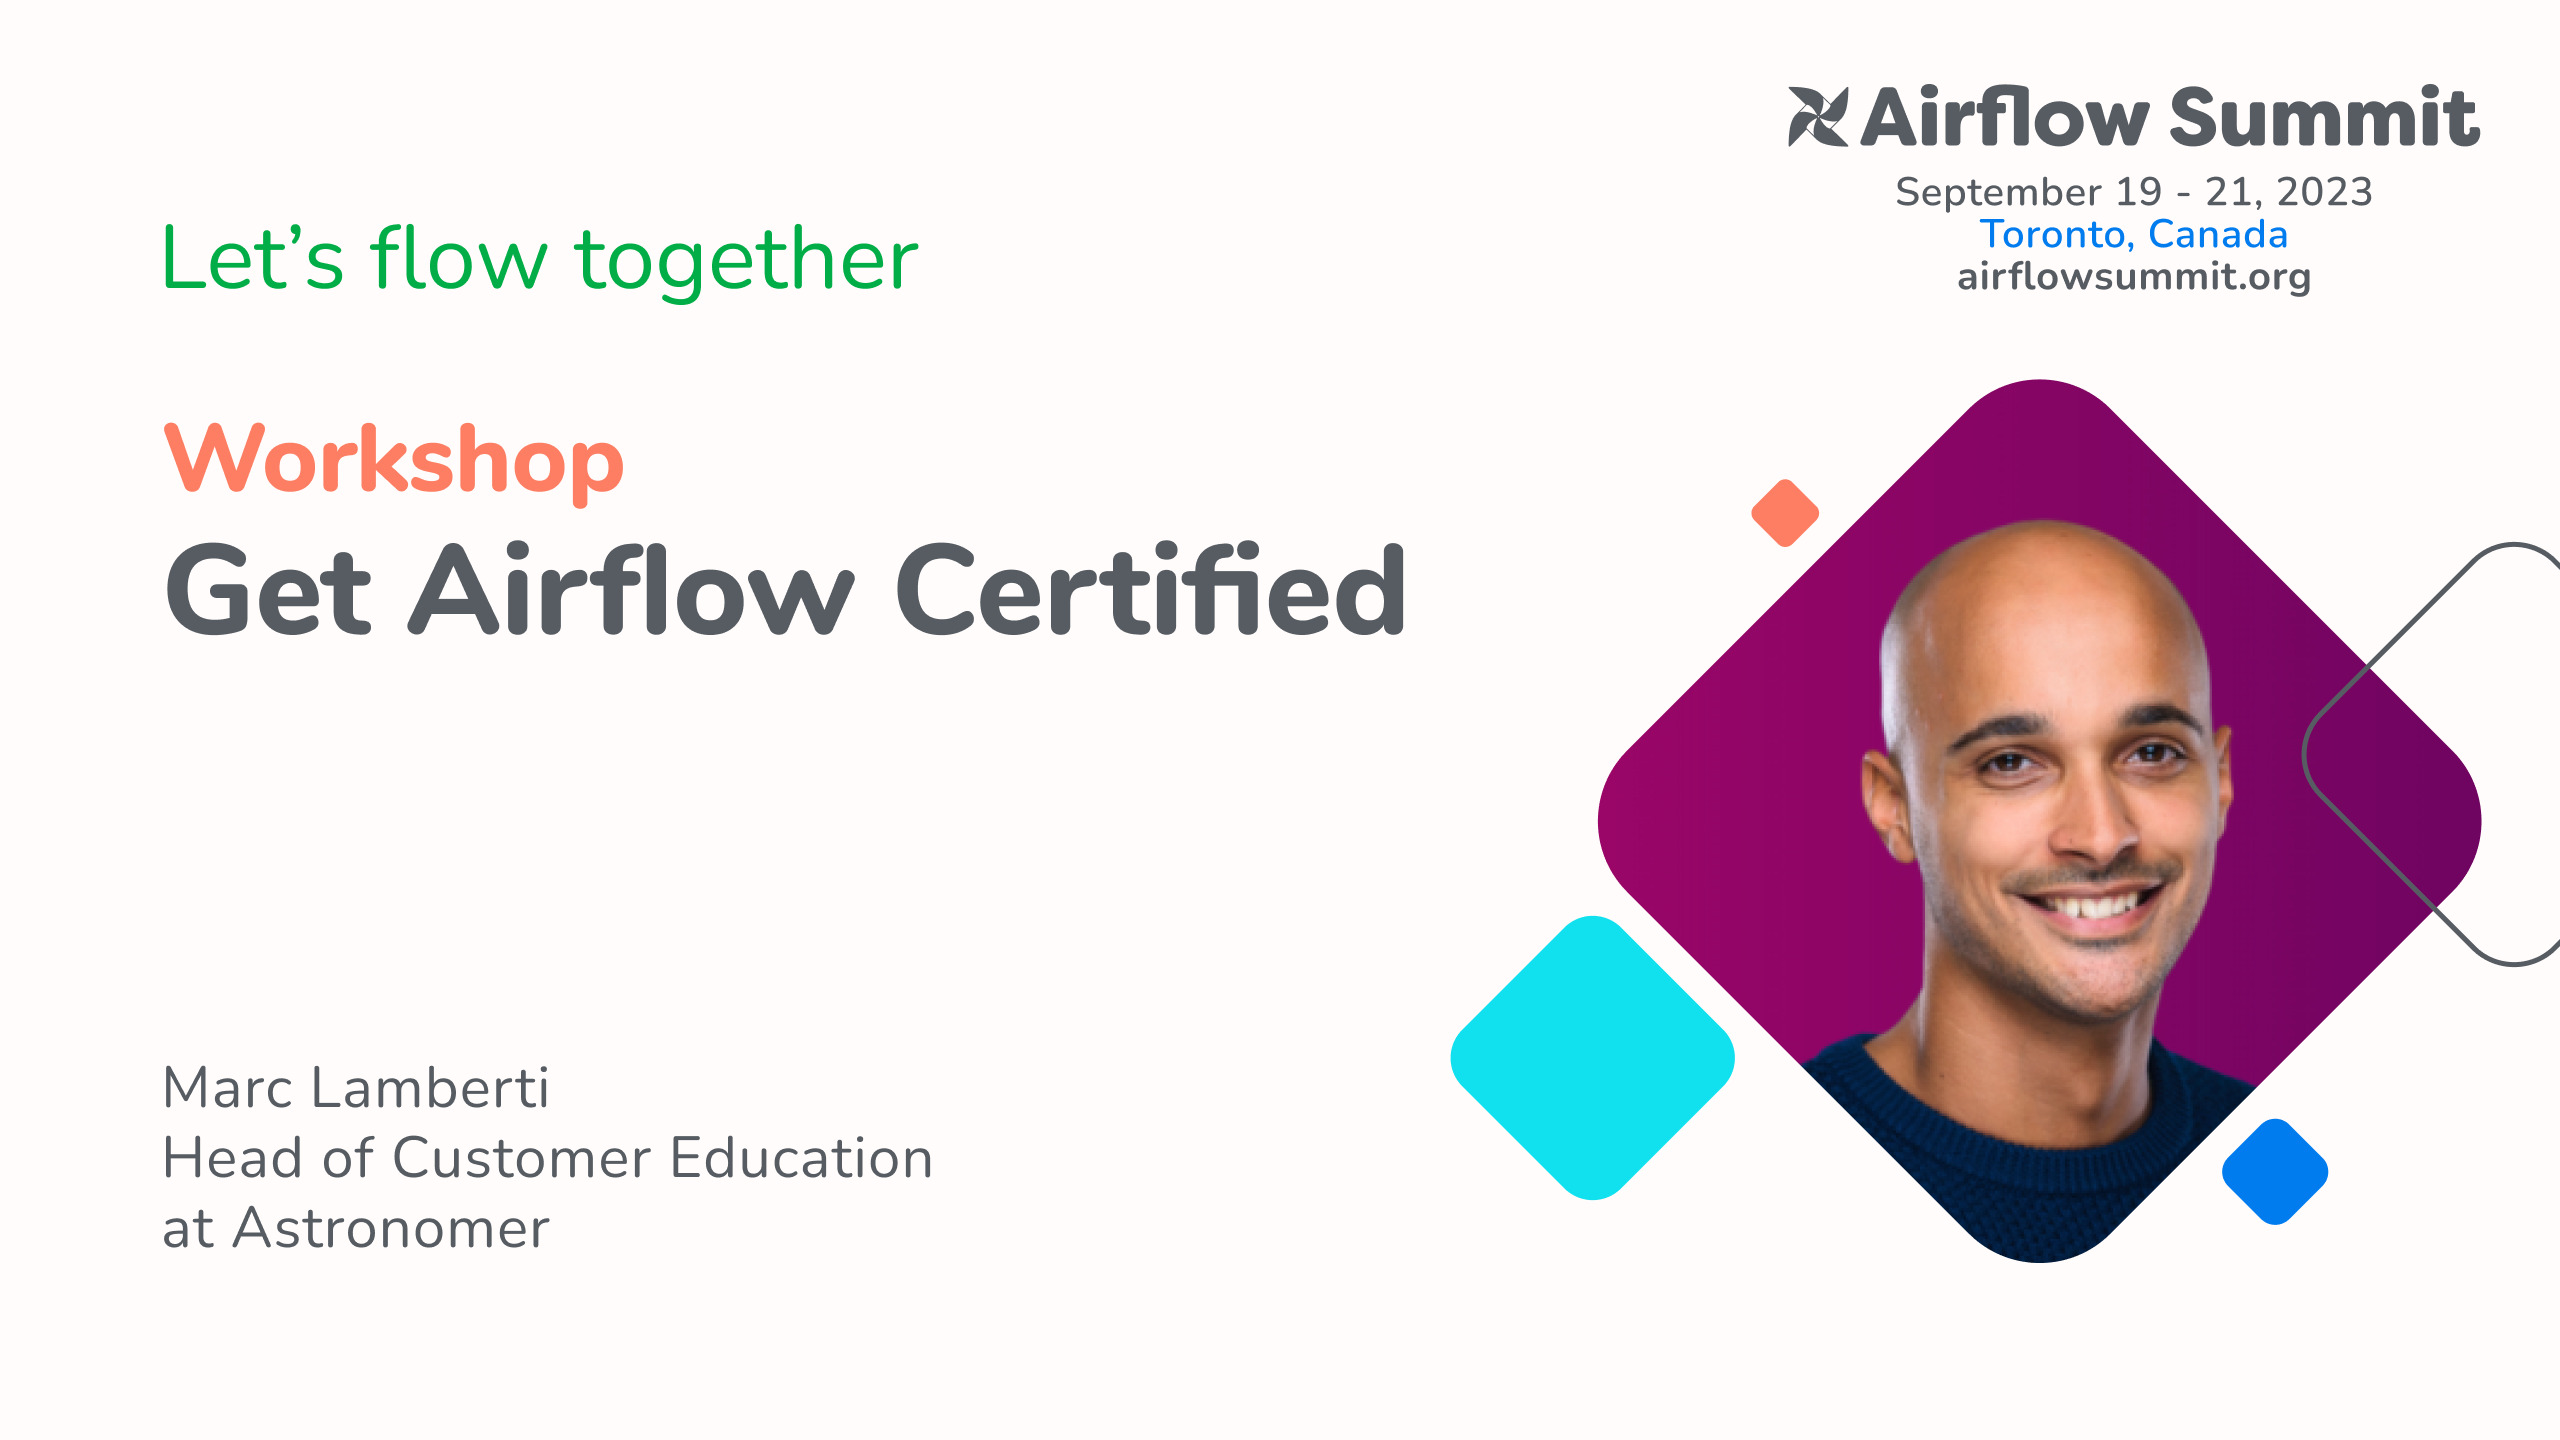 Airflow Summit
September 19 - 21, 2023
Toronto, Canada
airflowsummit.org
Let’s flow together
Workshop
Get Airflow Certified
Marc Lamberti
Head of Customer Education
at Astronomer